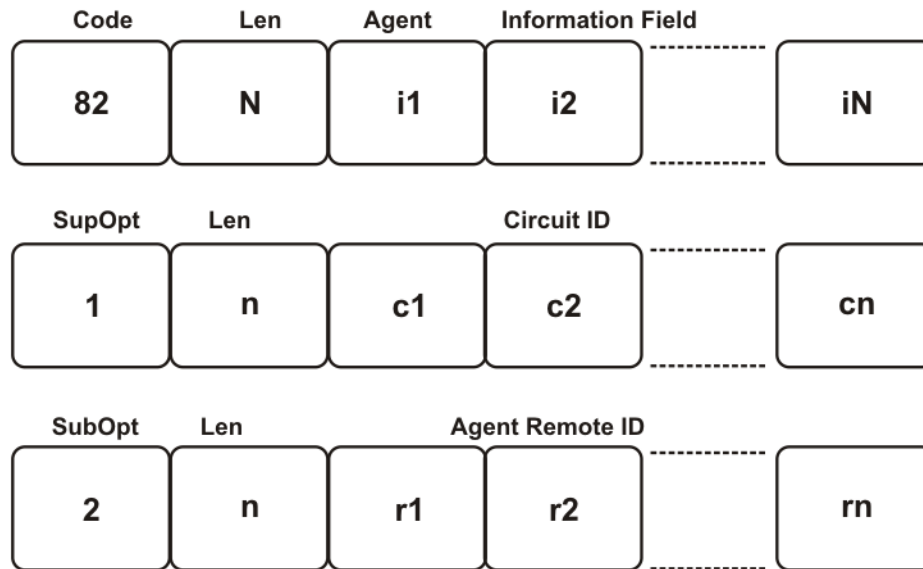 Code Len Agent Information Field
82 N i1 i2 iN
SupOpt Len Circuit ID
1 n c1 c2 cn
SubOpt Len Agent Remote ID
2 n r1 r2 rn